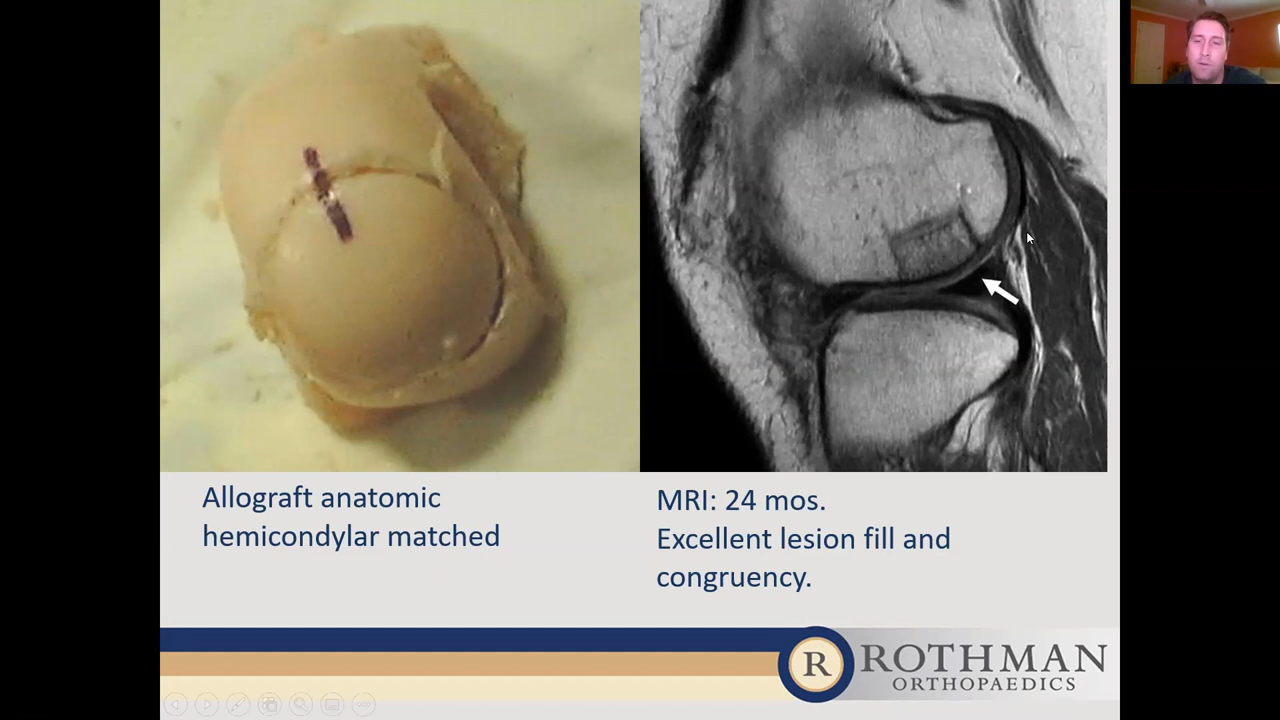 Allograft anatomic
hemicondylar matched
MRI: 24 mos.
Excellent lesion fill and
congruency.
R
ROTHMAN
ORTHOPAEDICS